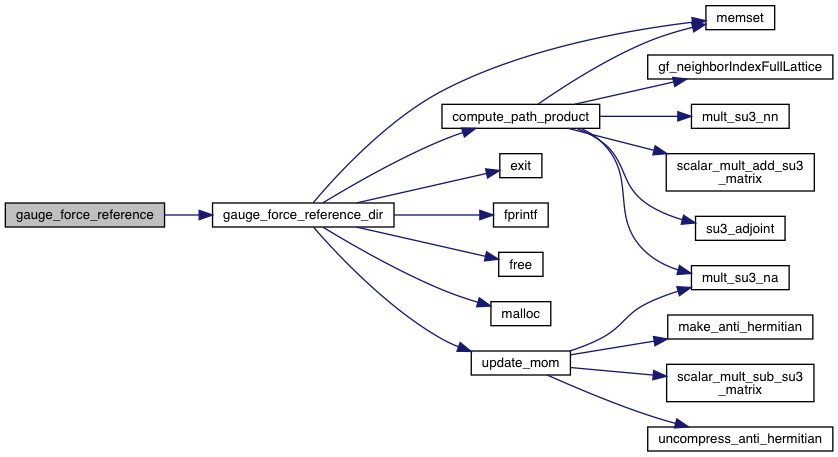 memset
gf_neighborIndexFullLattice
compute_path_product
mult_su3_nn
exit
scalar_mult_add_su3
_matrix
gauge_force_reference
gauge_force_reference_dir
fprintf
su3_adjoint
free
mult_su3_na
malloc
make_anti_hermitian
update_mom
scalar_mult_sub_su3
_matrix
uncompress_anti_hermitian